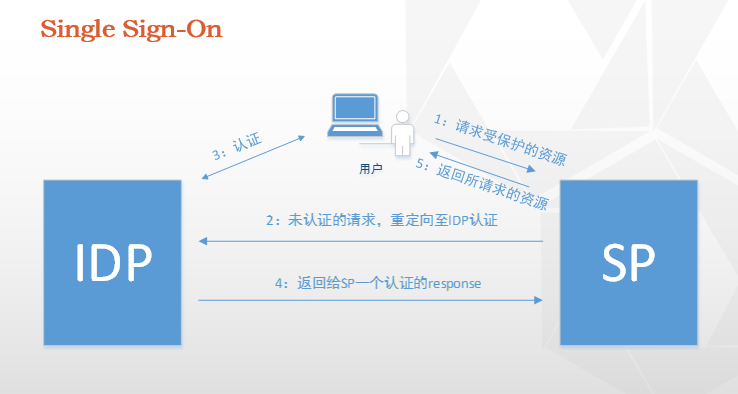 Single Sign-On
1：请求受保护的资源
3：认证
用户
5：返回所请求的资源
2：未认证的请求，重定向至IDP认证
IDP
SP
4：返回给SP一个认证的response